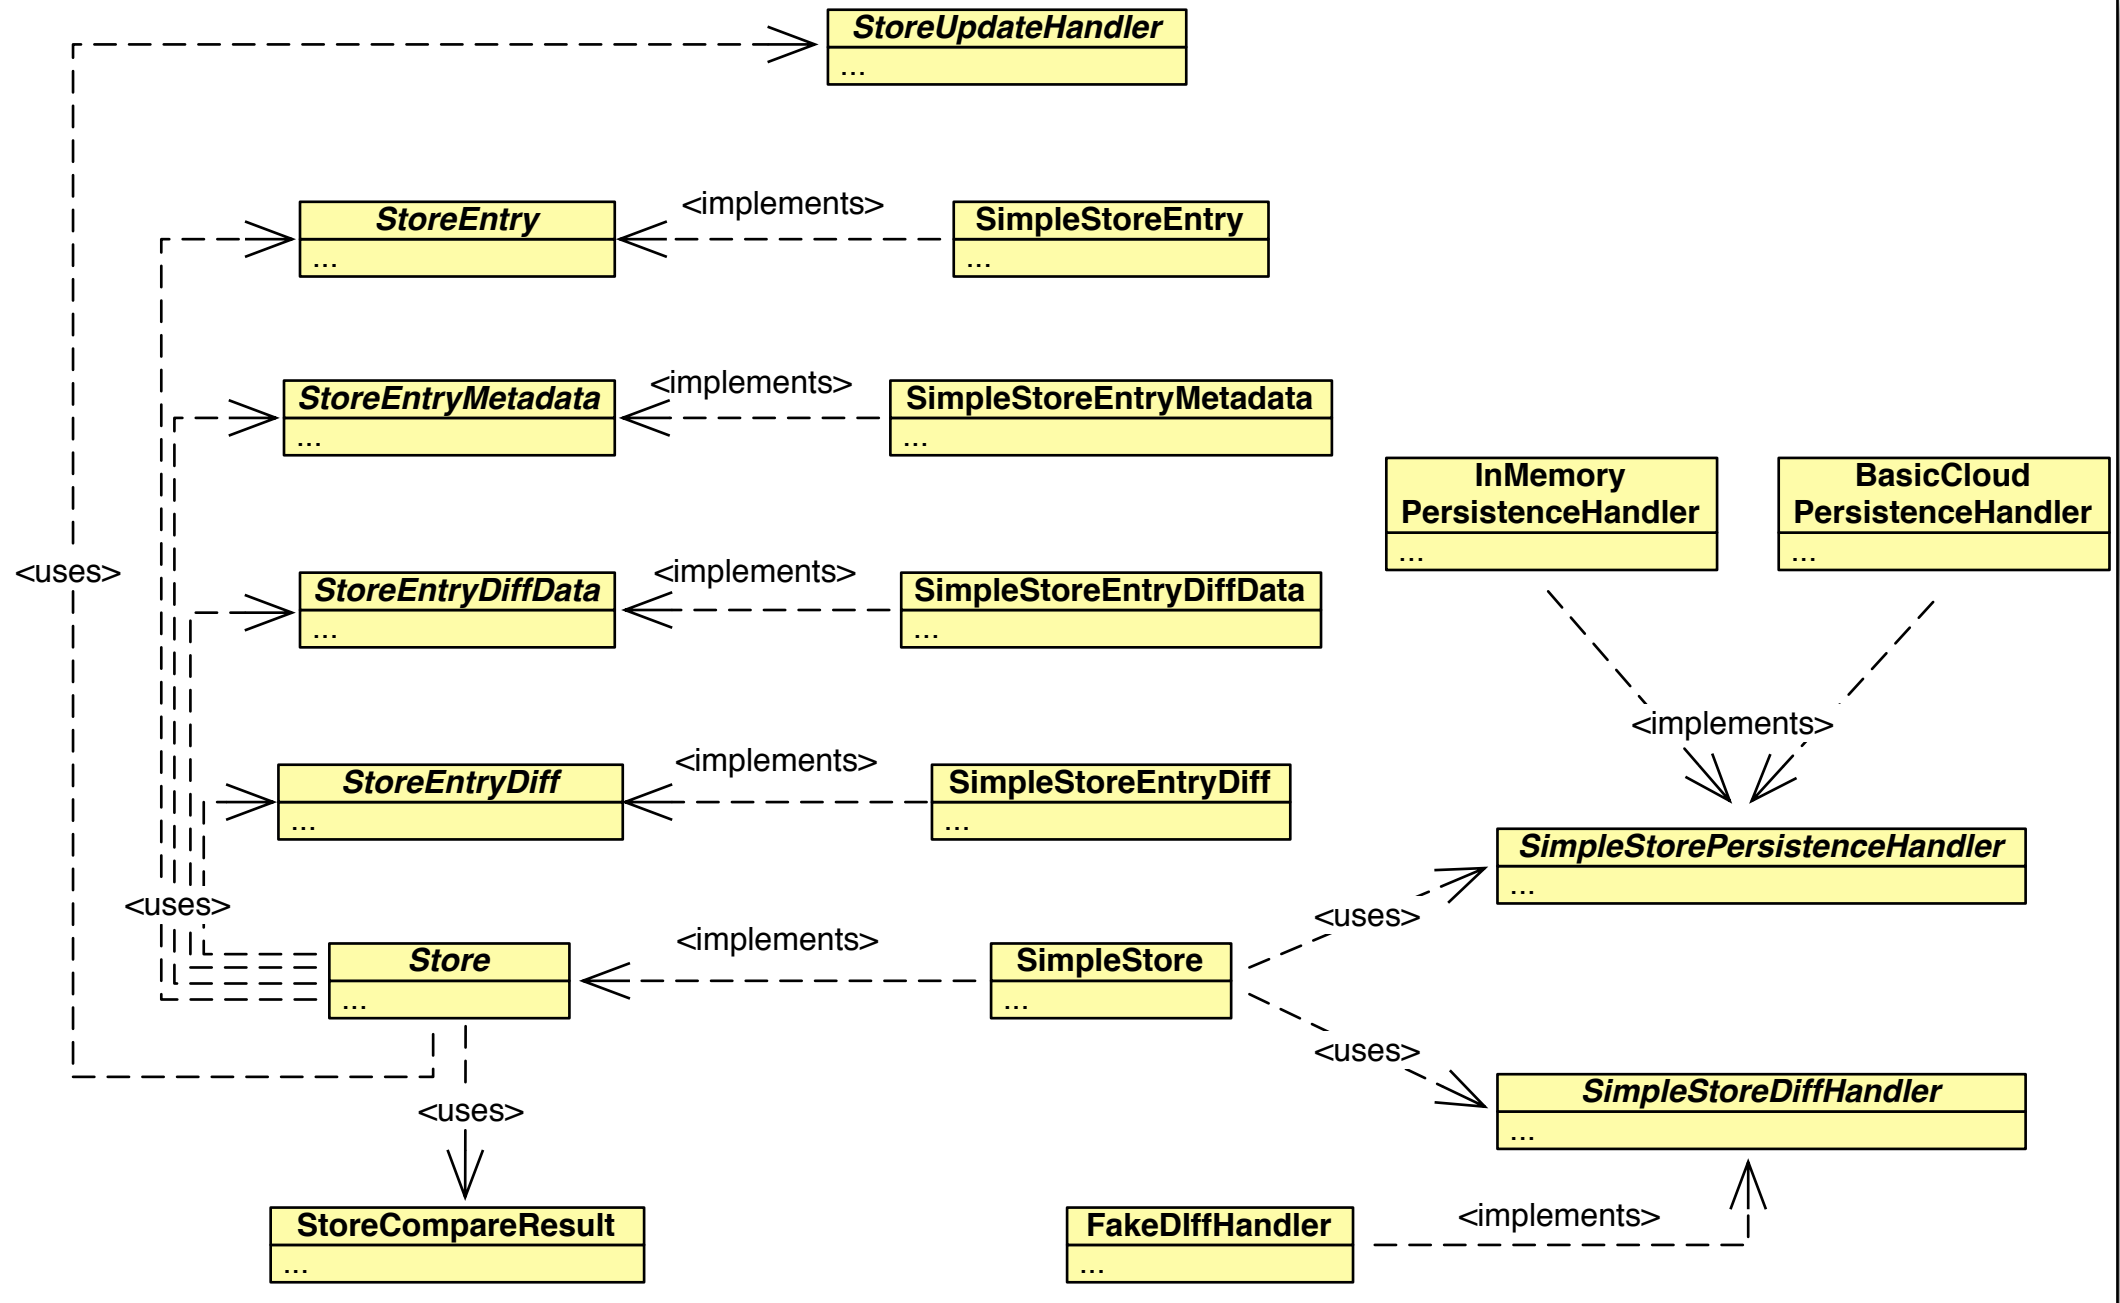 StoreUpdateHandler
...
<implements>
StoreEntry
...
SimpleStoreEntry
...
<implements>
StoreEntryMetadata
...
SimpleStoreEntryMetadata
...
InMemory
PersistenceHandler
...
BasicCloud
PersistenceHandler
...
<uses>
<implements>
StoreEntryDiffData
...
SimpleStoreEntryDiffData
...
<implements>
<implements>
StoreEntryDiff
...
SimpleStoreEntryDiff
...
SimpleStorePersistenceHandler
...
<uses>
<uses>
<implements>
Store
...
SimpleStore
...
<uses>
SimpleStoreDiffHandler
...
<uses>
StoreCompareResult
...
FakeDIffHandler
...
<implements>